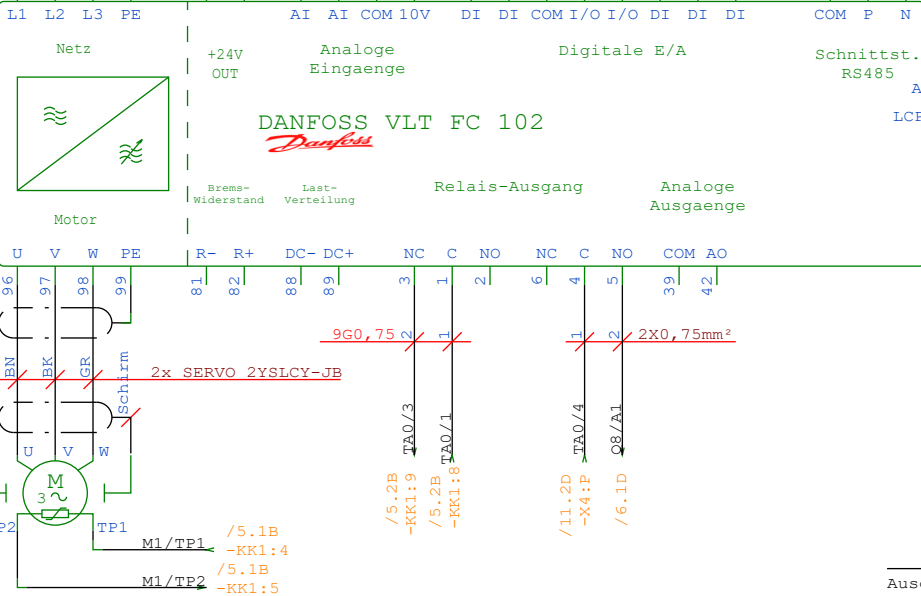 L1 L2 L3 PE AI AI COM 10V DI DI COM I/O I/O DI DI DI COM P N
Netz
+24V
OUT
Analoge
Eingaenge
Digitale E/A
Schnittst.
RS485
DANFOSS VLT FC 102
Danfoss
Brems-
Widerstand
Last-
Verteilung
Relais-Ausgang
Analoge
Ausgaenge
Motor
U V W PE R- R+ DC- DC+ NC C NO NC C NO COM AO
96 97 98 99 81 82 88 89 3 1 2 6 4 5 39 42
9G0,75 2 1 1 2 2X0,75mm²
BN BK GR Schirm
2x SERVO 2YSLCY-JB
TA0/3 TA0/1 TA0/4 Q8/A1
U V W
M
3
/5.2B
-KK1:9
/5.2B
-KK1:8
/11.2D
-X4:P
/6.1D
P2 TP1
M1/TP1
/5.1B
-KK1:4
M1/TP2
/5.1B
-KK1:5